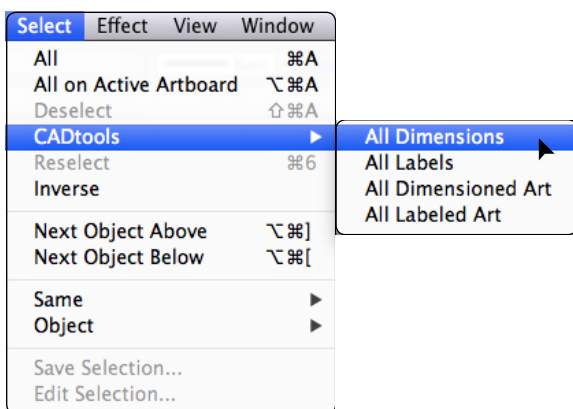 Select Effect View Window
All ⌘A
All on Active Artboard ⌥⌘A
Deselect ⇧⌘A
CADtools ▶
Reselect ⌘6
Inverse
Next Object Above ⌥⌘]
Next Object Below ⌥⌘[
Same ▶
Object ▶
Save Selection...
Edit Selection...
All Dimensions
All Labels
All Dimensioned Art
All Labeled Art